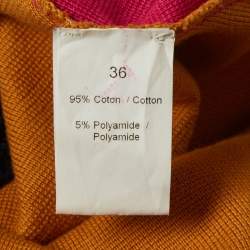 36
95% Coton / Cotton
5% Polyamide /
Polyamide